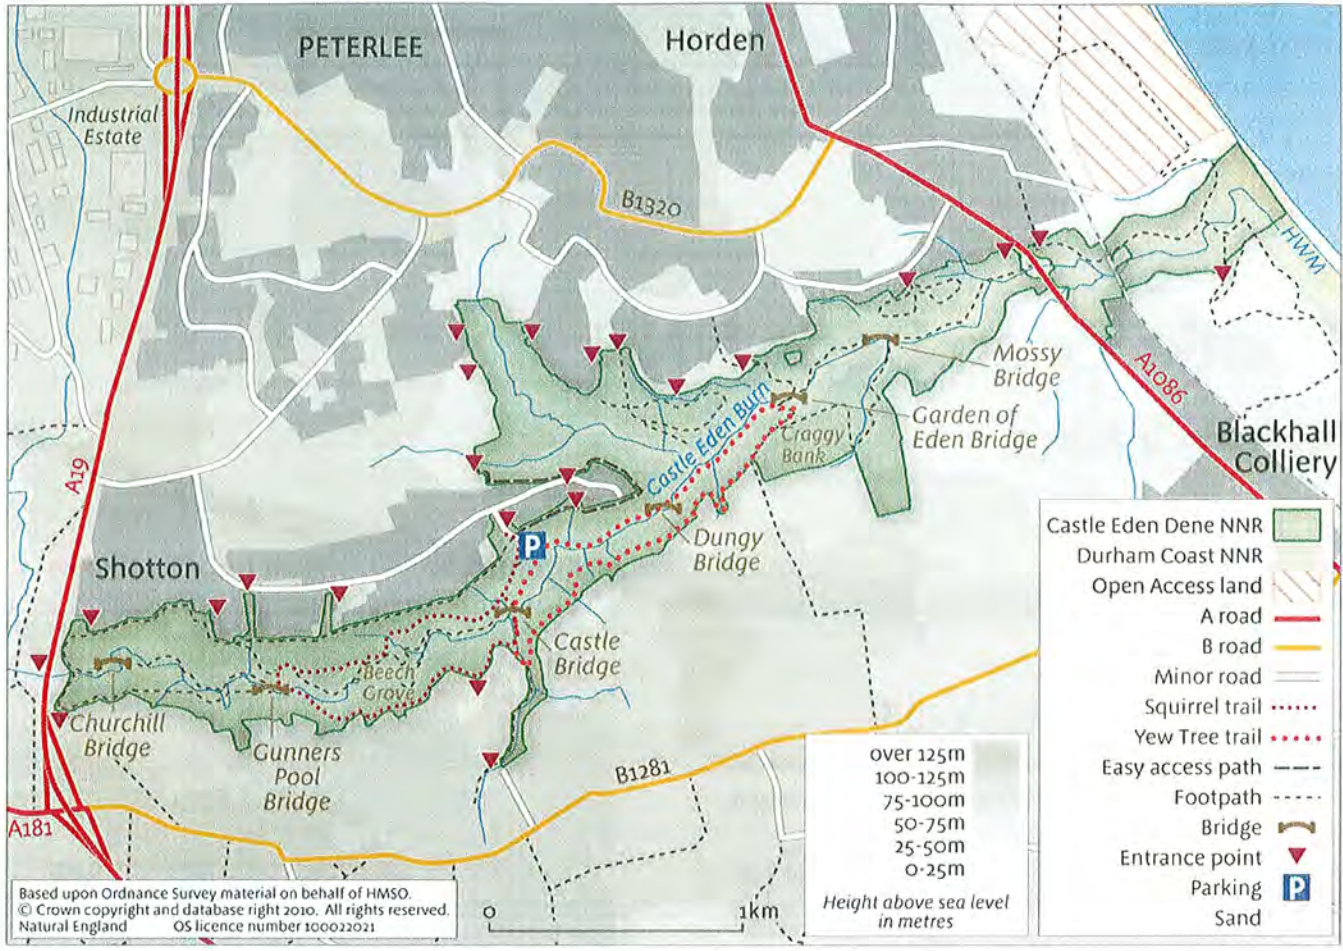 PETERLEE
Horden
Industrial
Estate
B1320
HWM
Mossy
Bridge
A1086
Garden of
Eden Bridge
Castle Eden Burn
Craggy
Bank
Blackhall
Colliery
A19
Dungy
Bridge
Shotton
P
Castle
Bridge
Beech
Grove
Churchill
Bridge
Gunners
Pool
Bridge
B1281
A181
Castle Eden Dene NNR
Durham Coast NNR
Open Access land
A road
B road
Minor road
Squirrel trail
Yew Tree trail
Easy access path
Footpath
Bridge
Entrance point
Parking P
Sand
over 125m
100-125m
75-100m
50-75m
25-50m
0-25m
Height above sea level
in metres
Based upon Ordnance Survey material on behalf of HMSO.
© Crown copyright and database right 2010. All rights reserved.
Natural England OS licence number 100022021
0 1km